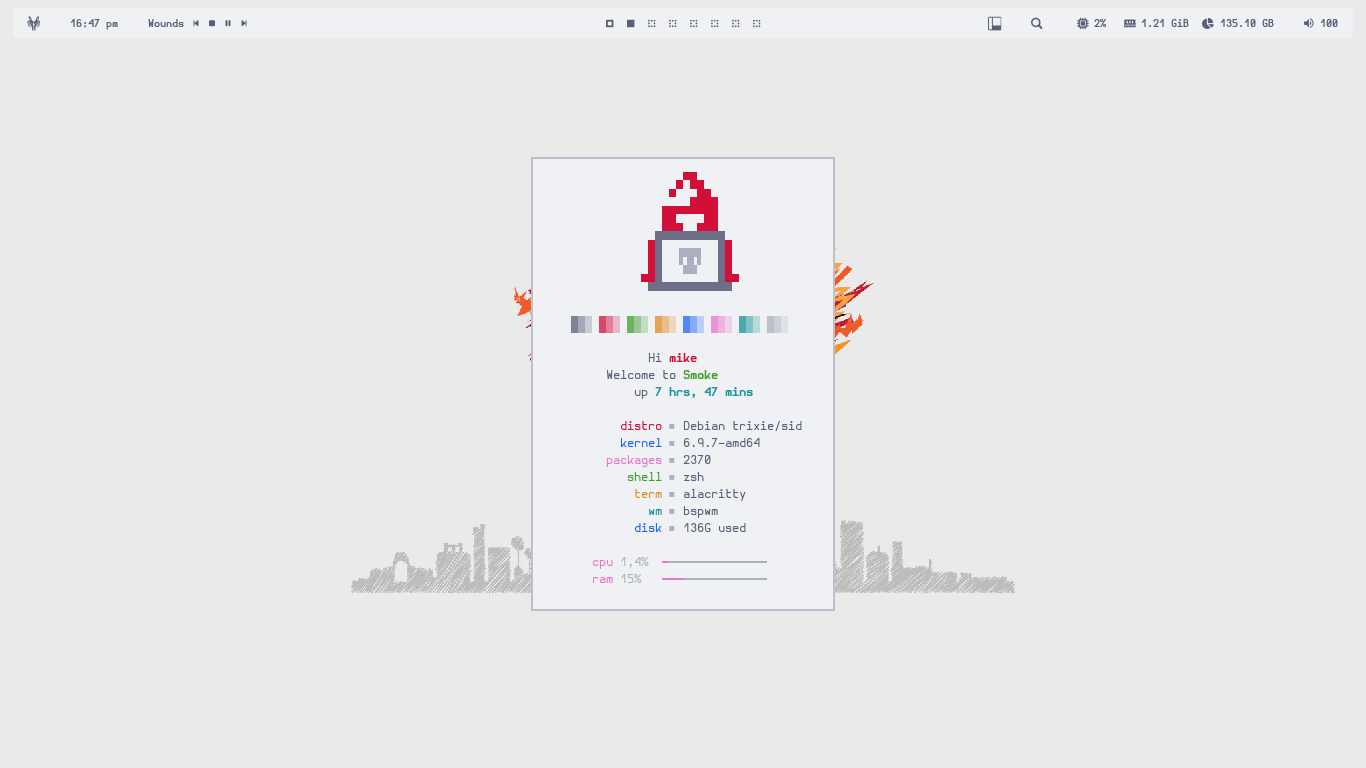 16:47 pm Wounds 2% 1.21 GiB 135.10 GB 100
Hi mike
Welcome to Smoke
up 7 hrs, 47 mins
distro Debian trixie/sid
kernel 6.9.7-amd64
packages 2370
shell zsh
term alacritty
wm bspwm
disk 136G used
cpu 1,4%
ram 15%